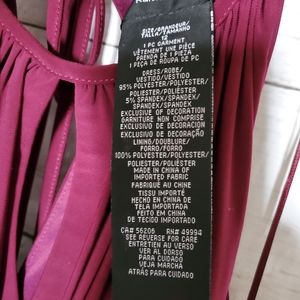 SIZE/GRANDEUR/
TALLA/TAMANHO
12
1 PC GARMENT
VÊTEMENT UNE PIÈCE
PRENDA DE 1 PIEZA
1 PEÇA DE ROUPA DE PC
DRESS/ROBE/
VESTIDO/VESTIDO
95% POLYESTER/POLYESTER/
POLIÉSTER/POLIÉSTER
5% SPANDEX/SPANDEX/
SPANDEX/SPANDEX
EXCLUSIVE OF DECORATION
GARNITURE NON COMPRISE
EXCLUSIVO DE DECORACIÓN
EXCLUSIVO DE DECORAÇÃO
LINING/DOUBLURE/
FORRO/FORRO
100% POLYESTER/POLYESTER/
POLIÉSTER/POLIÉSTER
MADE IN CHINA OF
IMPORTED FABRIC
FABRIQUÉ AU CHINE
TISSU IMPORTÉ
HECHO EN CHINA DE
TELA IMPORTADA
FEITO EM CHINA
DE TECIDO IMPORTADO
CA# 56206 RN# 49994
SEE REVERSE FOR CARE
ENTRETIEN AU VERSO
VER AL DORSO
PARA CUIDADO
VEJA MARCHA
ATRÁS PARA CUIDADO